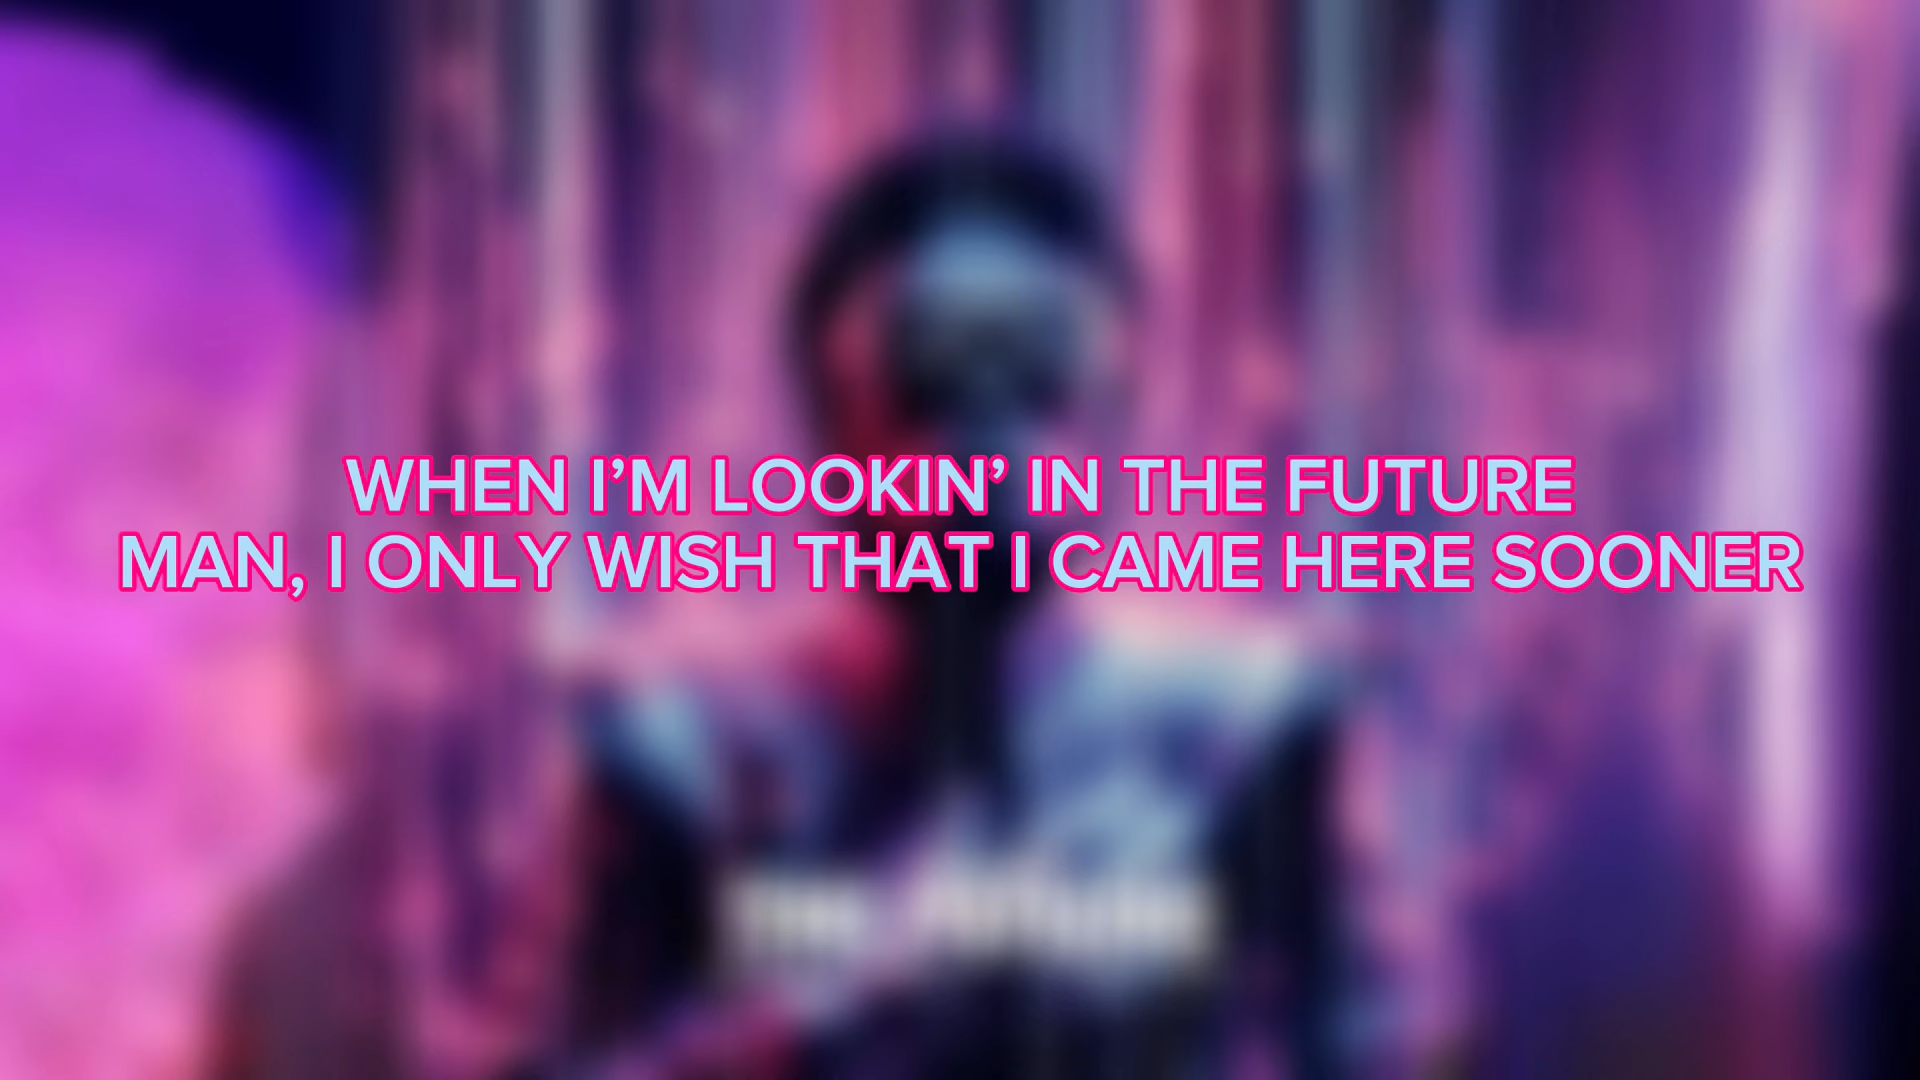 WHEN I’M LOOKIN’ IN THE FUTURE
MAN, I ONLY WISH THAT I CAME HERE SOONER